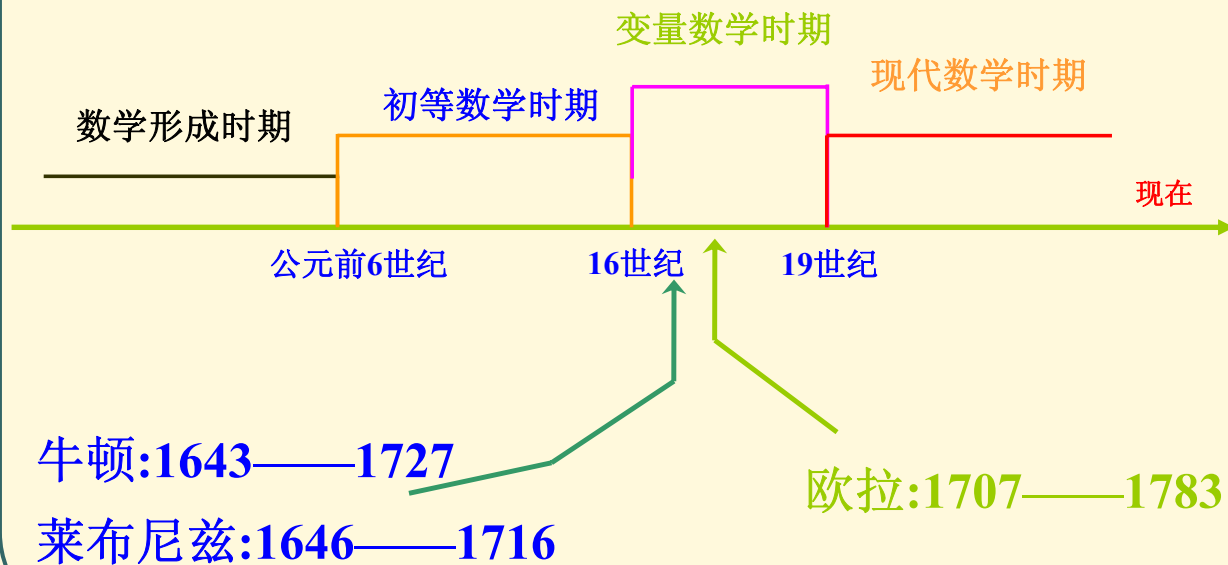 变量数学时期
现代数学时期
初等数学时期
数学形成时期
现在
公元前6世纪
16世纪
19世纪
牛顿:1643——1727
欧拉:1707——1783
莱布尼兹:1646——1716